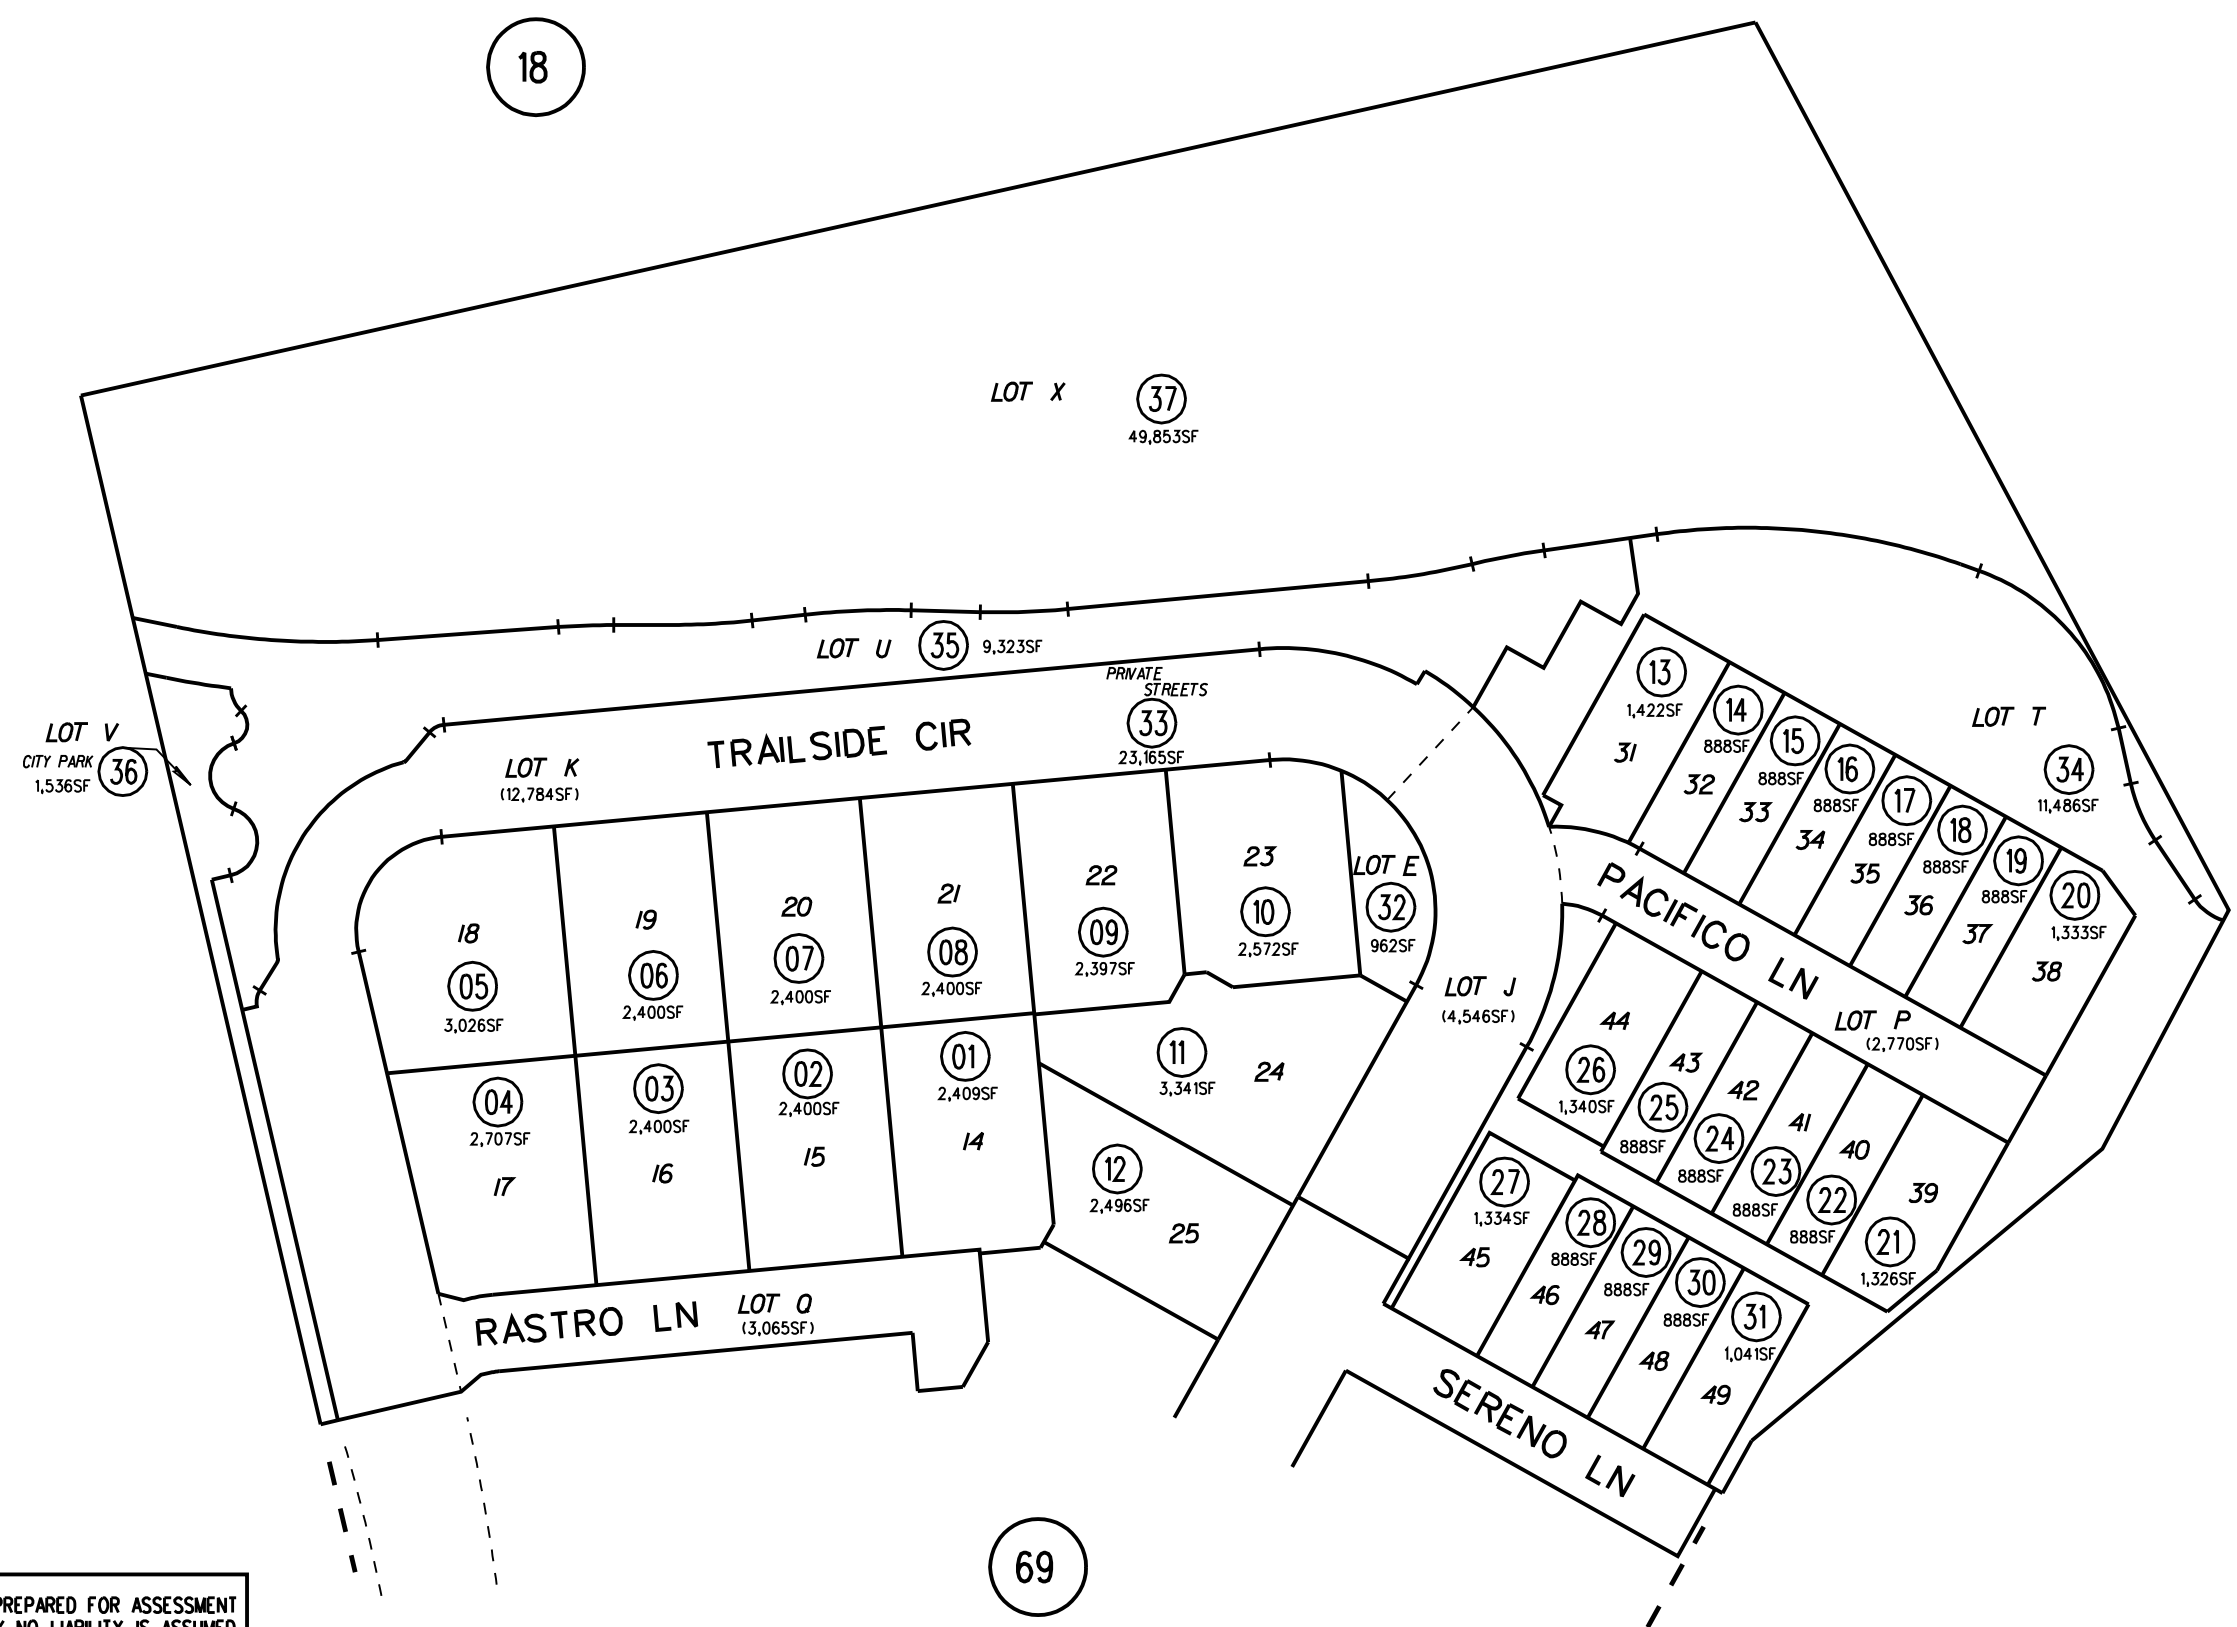 18
LOT X
37
49,853SF
LOT U
35
9,323SF
PRIVATE
STREETS
33
23,165SF
TRAILSIDE CIR
LOT K
(12,784SF)
LOT V
CITY PARK
36
1,536SF
LOT T
34
11,486SF
13
1,422SF
31
14
888SF
32
15
888SF
33
16
888SF
34
17
888SF
35
18
888SF
36
19
888SF
37
20
1,333SF
38
18
05
3,026SF
19
06
2,400SF
20
07
2,400SF
21
08
2,400SF
22
09
2,397SF
23
10
2,572SF
LOT E
32
962SF
PACIFICO LN
LOT P
(2,770SF)
LOT J
(4,546SF)
04
2,707SF
17
03
2,400SF
16
02
2,400SF
15
01
2,409SF
14
11
3,341SF
24
12
2,496SF
25
44
26
1,340SF
43
25
888SF
42
24
888SF
41
23
888SF
40
22
888SF
39
21
1,326SF
27
1,334SF
45
28
888SF
46
29
888SF
47
30
888SF
48
31
1,041SF
49
RASTRO LN
LOT Q
(3,065SF)
SERENO LN
69
PREPARED FOR ASSESSMENT
NO LIABILITY IS ASSUMED